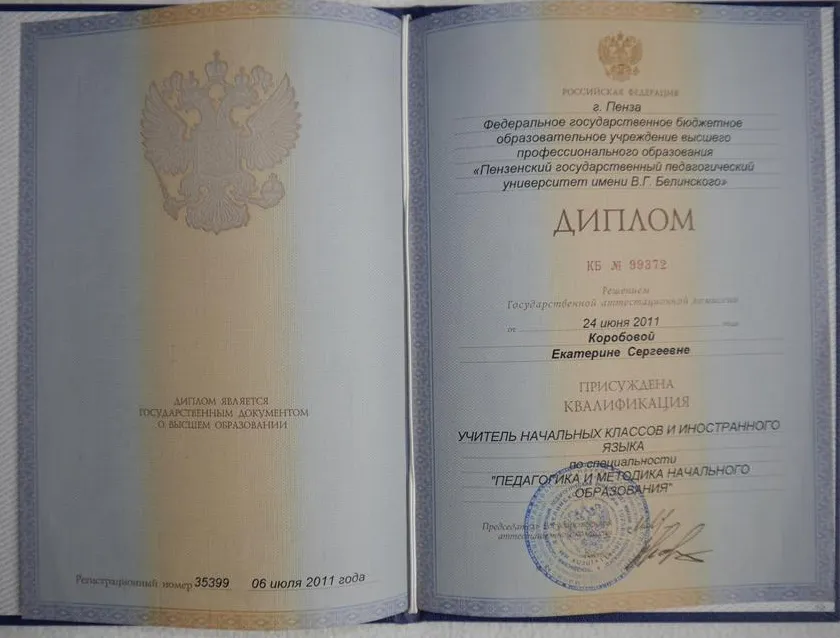 ДИПЛОМ ЯВЛЯЕТСЯ
ГОСУДАРСТВЕННЫМ ДОКУМЕНТОМ
О ВЫСШЕМ ОБРАЗОВАНИИ
Регистрационный номер 35399 06 июля 2011 года
РОССИЙСКАЯ ФЕДЕРАЦИЯ
г. Пенза
Федеральное государственное бюджетное
образовательное учреждение высшего
профессионального образования
«Пензенский государственный педагогический
университет имени В.Г. Белинского»
ДИПЛОМ
КБ № 99372
Решением
Государственной аттестационной комиссии
от 24 июня 2011 года
Коробовой
Екатерине Сергеевне
ПРИСУЖДЕНА
КВАЛИФИКАЦИЯ
УЧИТЕЛЬ НАЧАЛЬНЫХ КЛАССОВ И ИНОСТРАННОГО
ЯЗЫКА
по специальности
"ПЕДАГОГИКА И МЕТОДИКА НАЧАЛЬНОГО
ОБРАЗОВАНИЯ"
Председатель Государственной
аттестационной комиссии